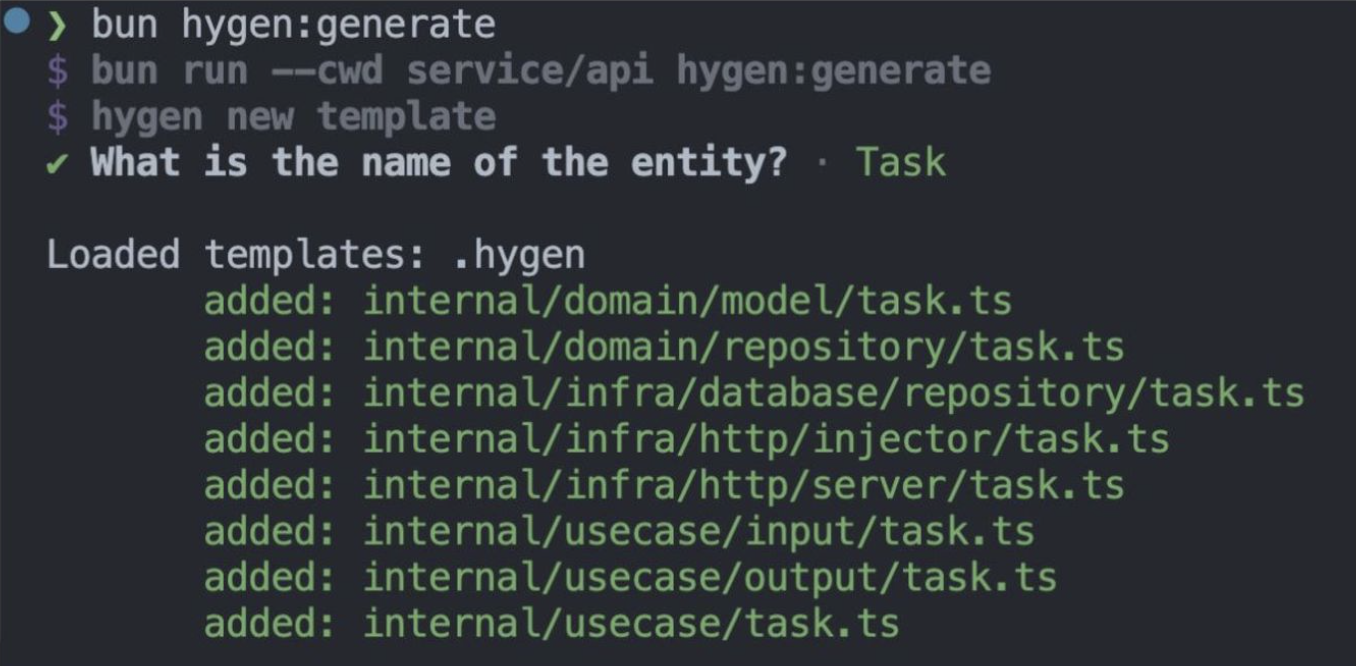 ❯ bun hygen:generate
$ bun run --cwd service/api hygen:generate
$ hygen new template
✔ What is the name of the entity? · Task
Loaded templates: .hygen
added: internal/domain/model/task.ts
added: internal/domain/repository/task.ts
added: internal/infra/database/repository/task.ts
added: internal/infra/http/injector/task.ts
added: internal/infra/http/server/task.ts
added: internal/usecase/input/task.ts
added: internal/usecase/output/task.ts
added: internal/usecase/task.ts